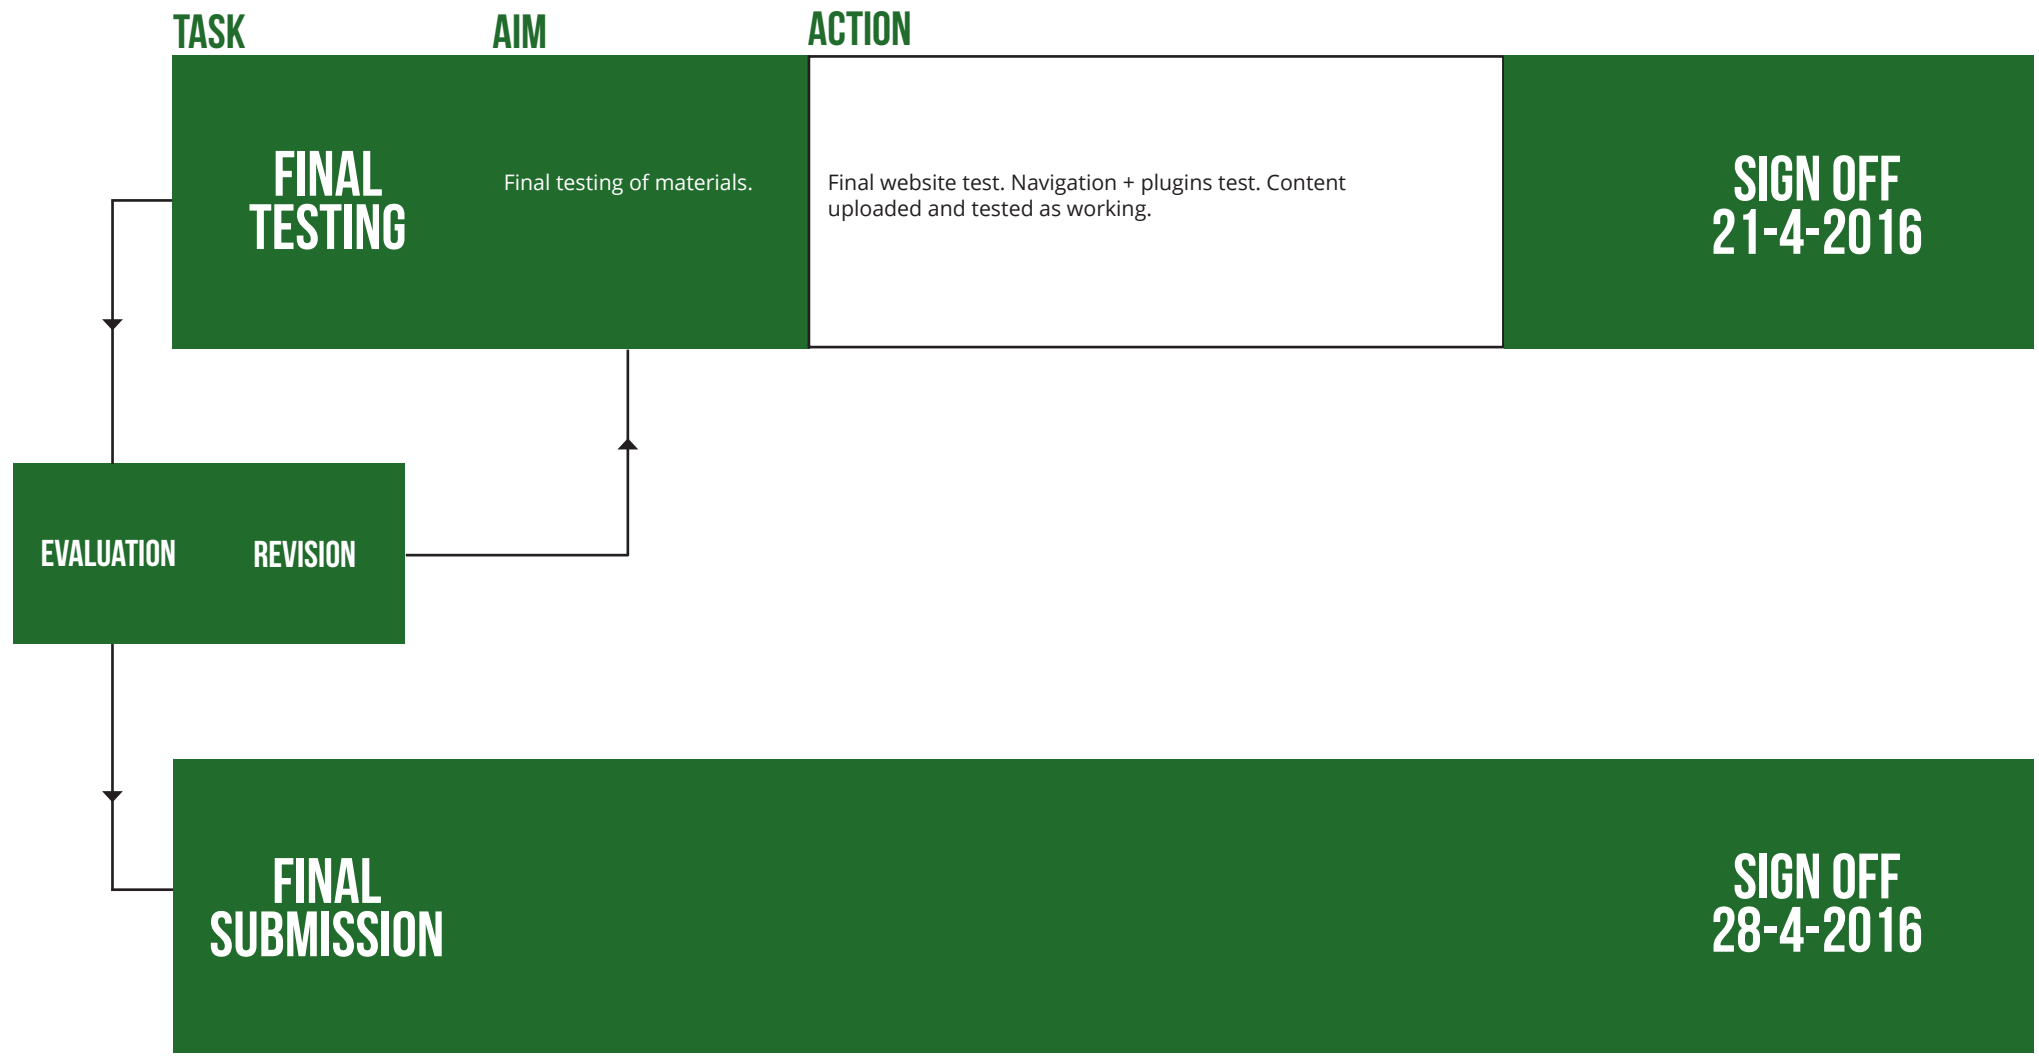 TASK
AIM
ACTION
FINAL
TESTING
Final testing of materials.
Final website test. Navigation + plugins test. Content
uploaded and tested as working.
SIGN OFF
21-4-2016
EVALUATION
REVISION
FINAL
SUBMISSION
SIGN OFF
28-4-2016